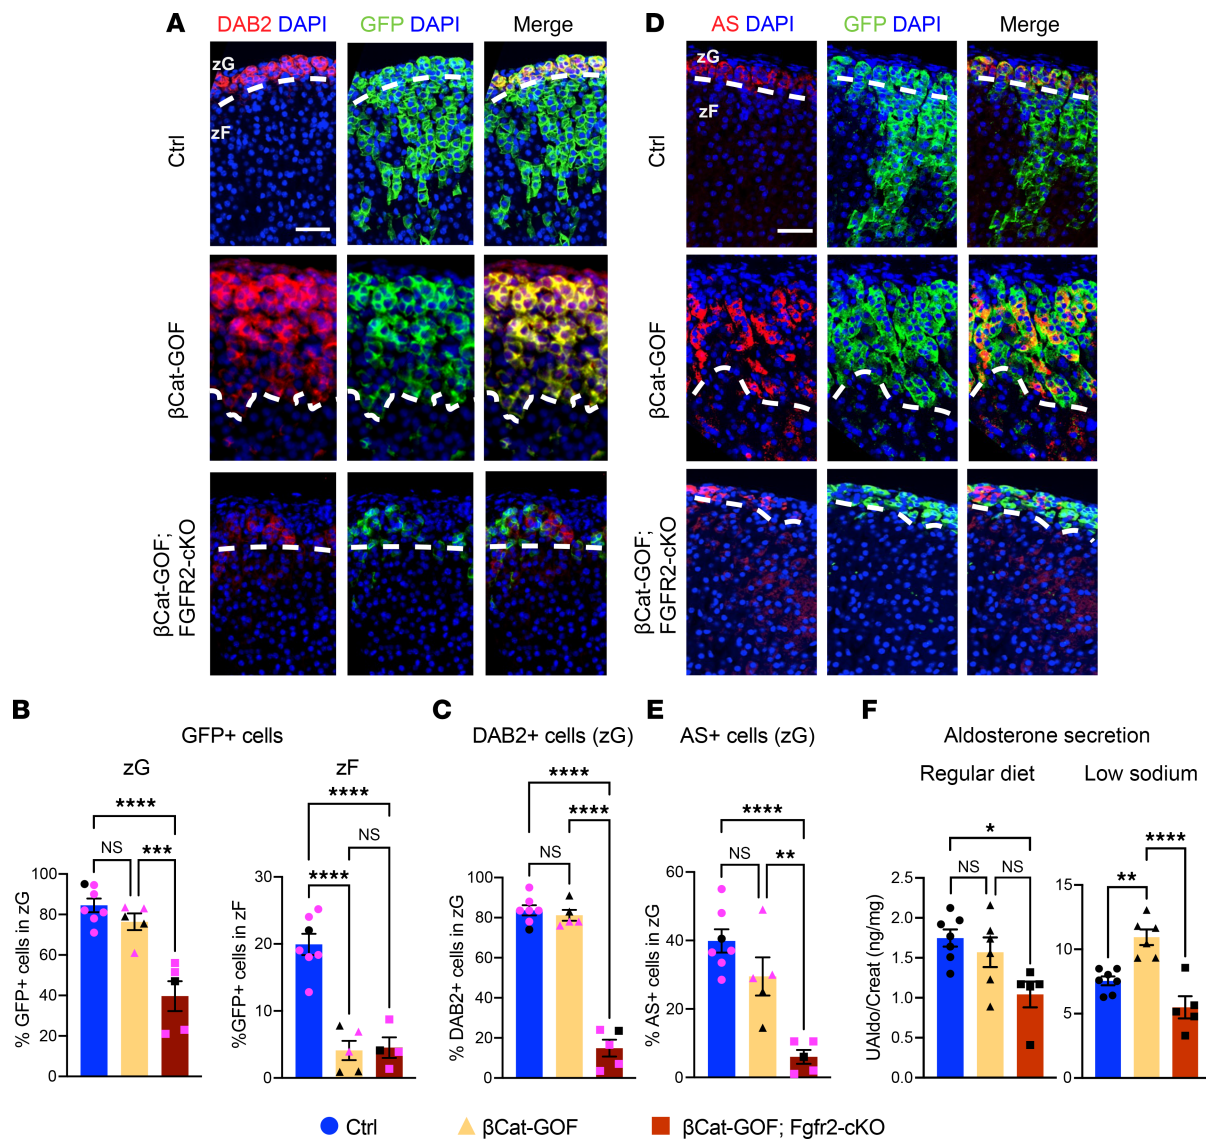 A
DAB2 DAPI
GFP DAPI
Merge
D
AS DAPI
GFP DAPI
Merge
zG
zF
Ctrl
zG
zF
Ctrl
βCat-GOF
βCat-GOF
βCat-GOF;
FGFR2-cKO
βCat-GOF;
FGFR2-cKO
B
GFP+ cells
zG
****
NS
***
% GFP+ cells in zG
100
80
60
40
20
0
zF
****
NS
****
%GFP+ cells in zF
30
20
10
0
C
DAB2+ cells (zG)
****
****
NS
% DAB2+ cells in zG
100
80
60
40
20
0
E
AS+ cells (zG)
****
NS
**
% AS+ cells in zG
60
40
20
0
F
Aldosterone secretion
Regular diet
*
NS
NS
UAldo/Creat (ng/mg)
2.5
2.0
1.5
1.0
0.5
0.0
Low sodium
****
**
15
10
5
0
Ctrl
βCat-GOF
βCat-GOF; Fgfr2-cKO